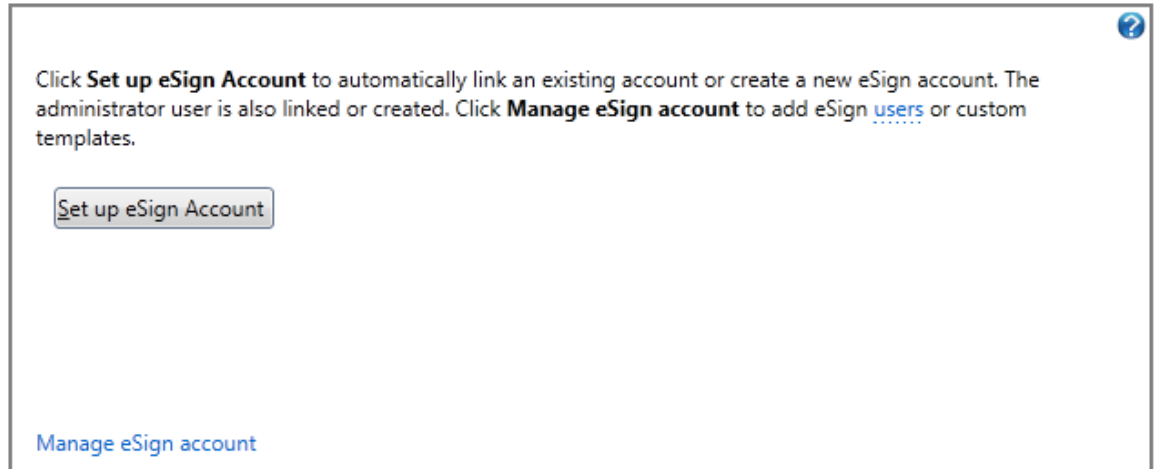 ?
Click Set up eSign Account to automatically link an existing account or create a new eSign account. The
administrator user is also linked or created. Click Manage eSign account to add eSign users or custom
templates.
Set up eSign Account
Manage eSign account